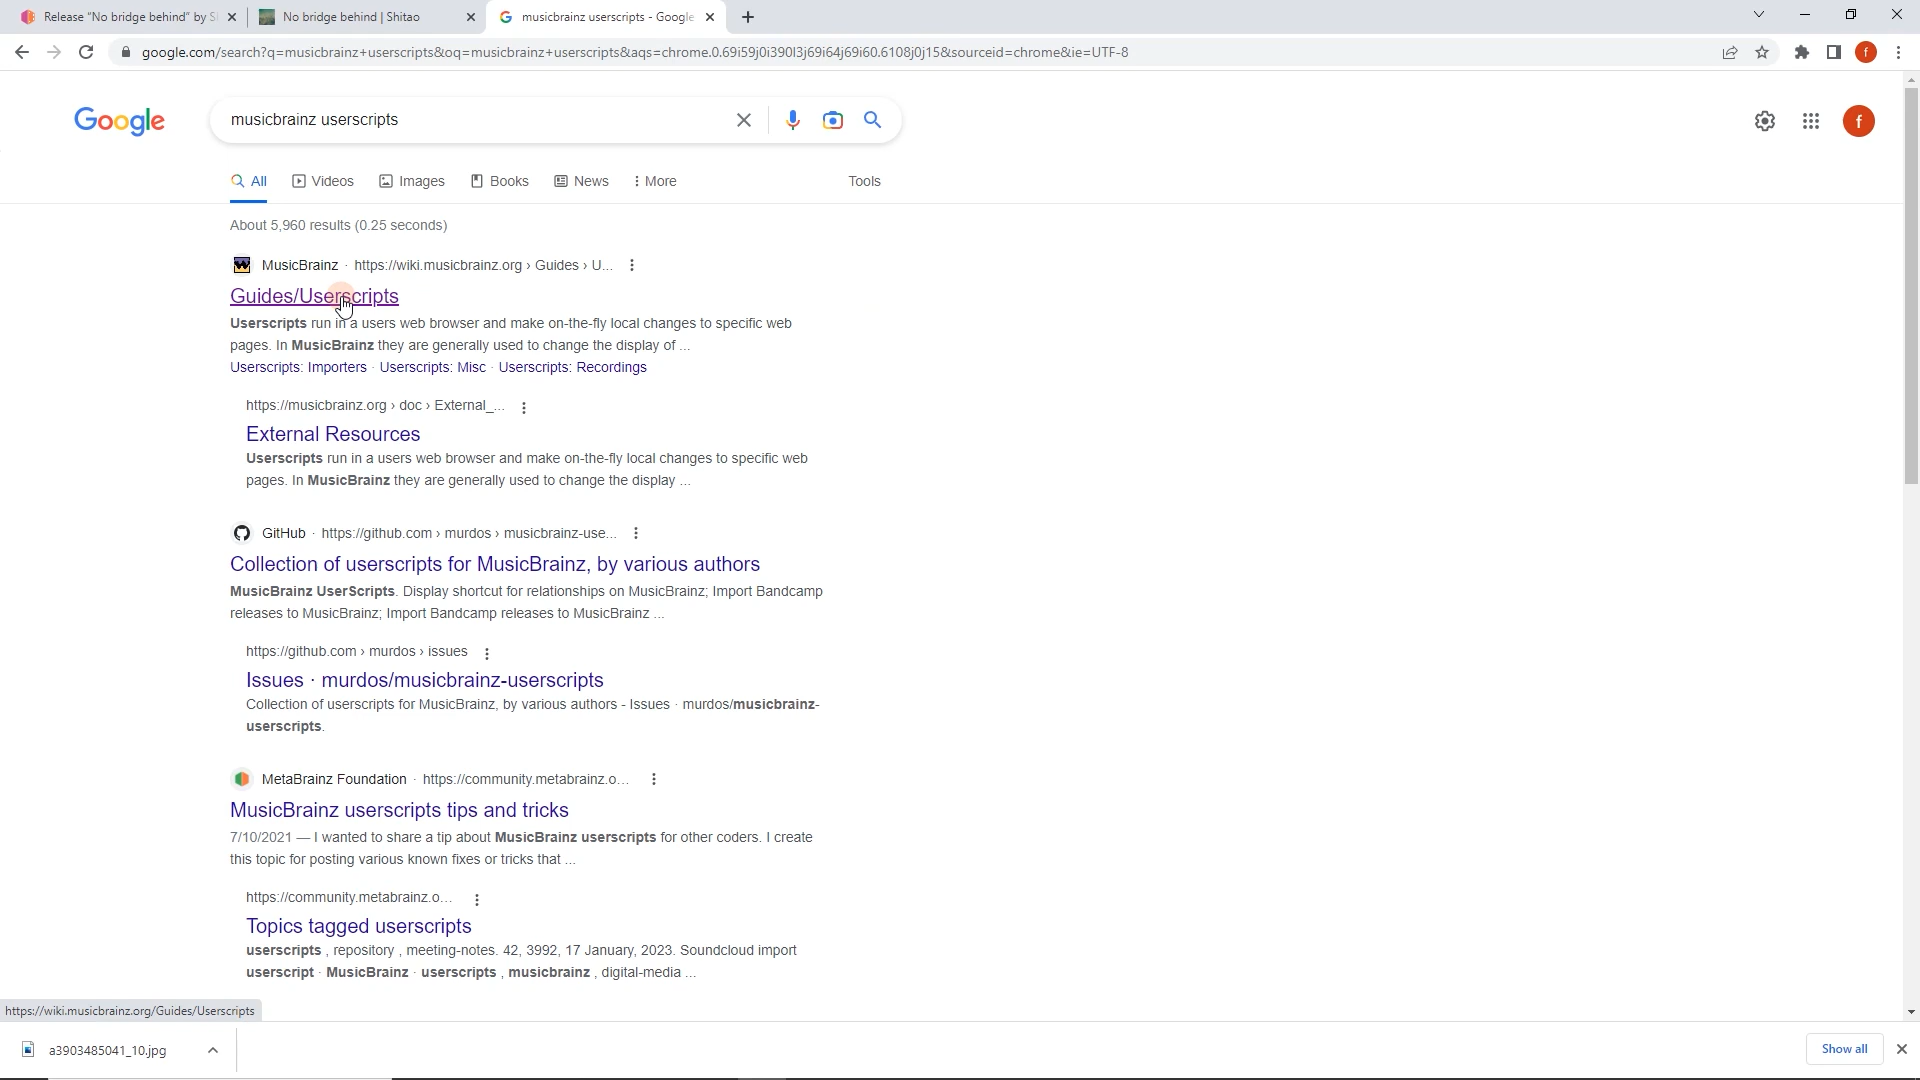 Release "No bridge behind" by S
No bridge behind | Shitao
musicbrainz userscripts - Google
google.com/search?q=musicbrainz+userscripts&oq=musicbrainz+userscripts&aqs=chrome.0.69i59j0i390l3j69i64j69i60.6108j0j15&sourceid=chrome&ie=UTF-8
f
Google
musicbrainz userscripts
f
All
Videos
Images
Books
News
More
Tools
About 5,960 results (0.25 seconds)
MusicBrainz · https://wiki.musicbrainz.org › Guides › U...
Guides/Userscripts
Userscripts run in a users web browser and make on-the-fly local changes to specific web
pages. In MusicBrainz they are generally used to change the display of ...
Userscripts: Importers · Userscripts: Misc · Userscripts: Recordings
https://musicbrainz.org › doc › External_...
External Resources
Userscripts run in a users web browser and make on-the-fly local changes to specific web
pages. In MusicBrainz they are generally used to change the display ...
GitHub · https://github.com › murdos › musicbrainz-use...
Collection of userscripts for MusicBrainz, by various authors
MusicBrainz UserScripts. Display shortcut for relationships on MusicBrainz; Import Bandcamp
releases to MusicBrainz; Import Bandcamp releases to MusicBrainz ...
https://github.com › murdos › issues
Issues · murdos/musicbrainz-userscripts
Collection of userscripts for MusicBrainz, by various authors - Issues · murdos/musicbrainz-
userscripts.
MetaBrainz Foundation · https://community.metabrainz.o...
MusicBrainz userscripts tips and tricks
7/10/2021 — I wanted to share a tip about MusicBrainz userscripts for other coders. I create
this topic for posting various known fixes or tricks that ...
https://community.metabrainz.o...
Topics tagged userscripts
userscripts , repository , meeting-notes. 42, 3992, 17 January, 2023. Soundcloud import
userscript · MusicBrainz · userscripts , musicbrainz , digital-media ...
https://wiki.musicbrainz.org/Guides/Userscripts
a3903485041_10.jpg
Show all